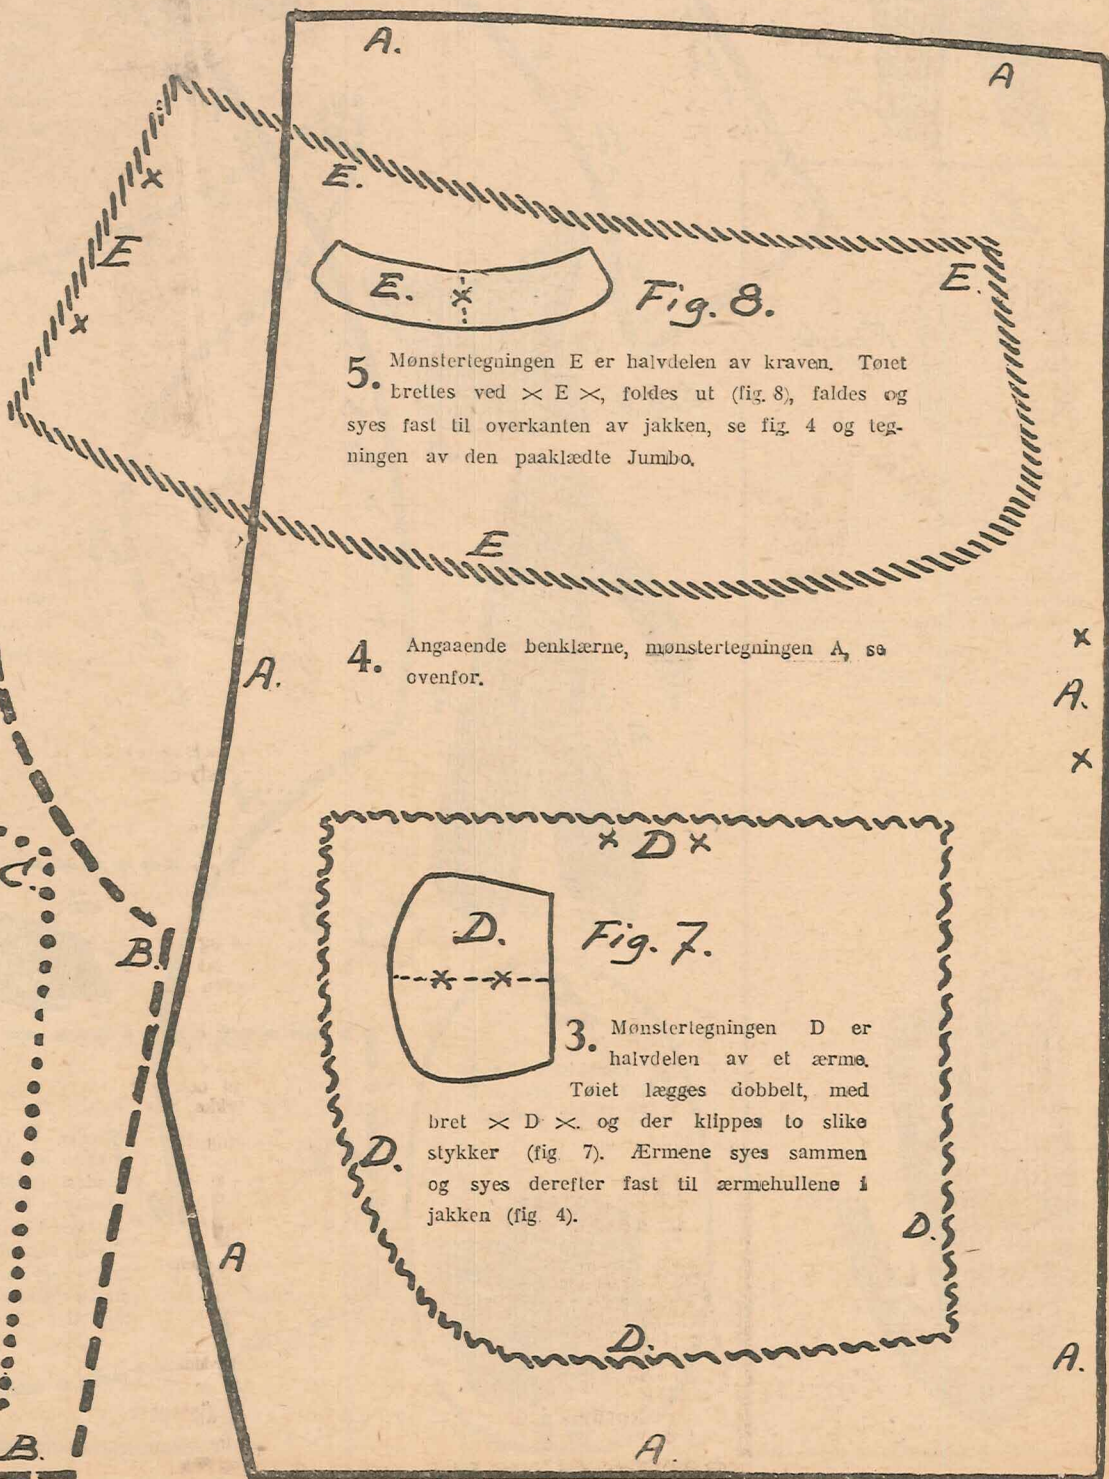 A.
A
E.
×
E
×
E.
E. ×
Fig. 8.
5. Mønstertegningen E er halvdelen av kraven. Tøiet
brettes ved × E ×, foldes ut (fig. 8), faldes og
syes fast til overkanten av jakken, se fig. 4 og teg-
ningen av den paaklædte Jumbo.
E
A.
4. Angaaende benklærne, mønstertegningen A, se
ovenfor.
×
A.
×
× D ×
C.
B.
D.
× ×
Fig. 7.
3. Mønstertegningen D er
halvdelen av et ærme.
Tøiet lægges dobbelt, med
bret × D ×. og der klippes to slike
stykker (fig. 7). Ærmene syes sammen
og syes derefter fast til ærmehullene i
jakken (fig. 4).
D.
D.
A
D.
A.
B.
A.